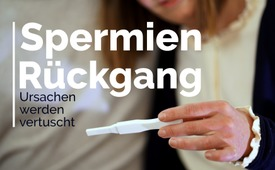 Spermien
Rückgang
Ursachen
werden
vertuscht